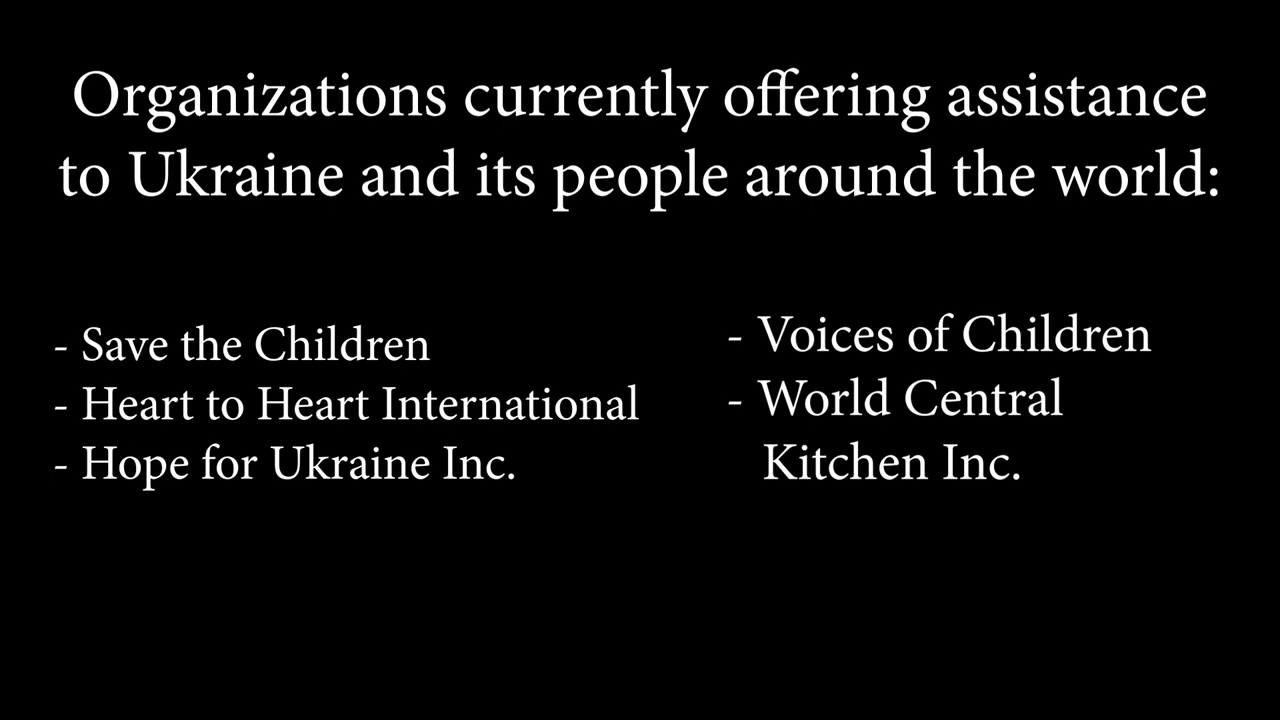 Organizations currently offering assistance
to Ukraine and its people around the world:
- Save the Children
- Heart to Heart International
- Hope for Ukraine Inc.
- Voices of Children
- World Central
Kitchen Inc.